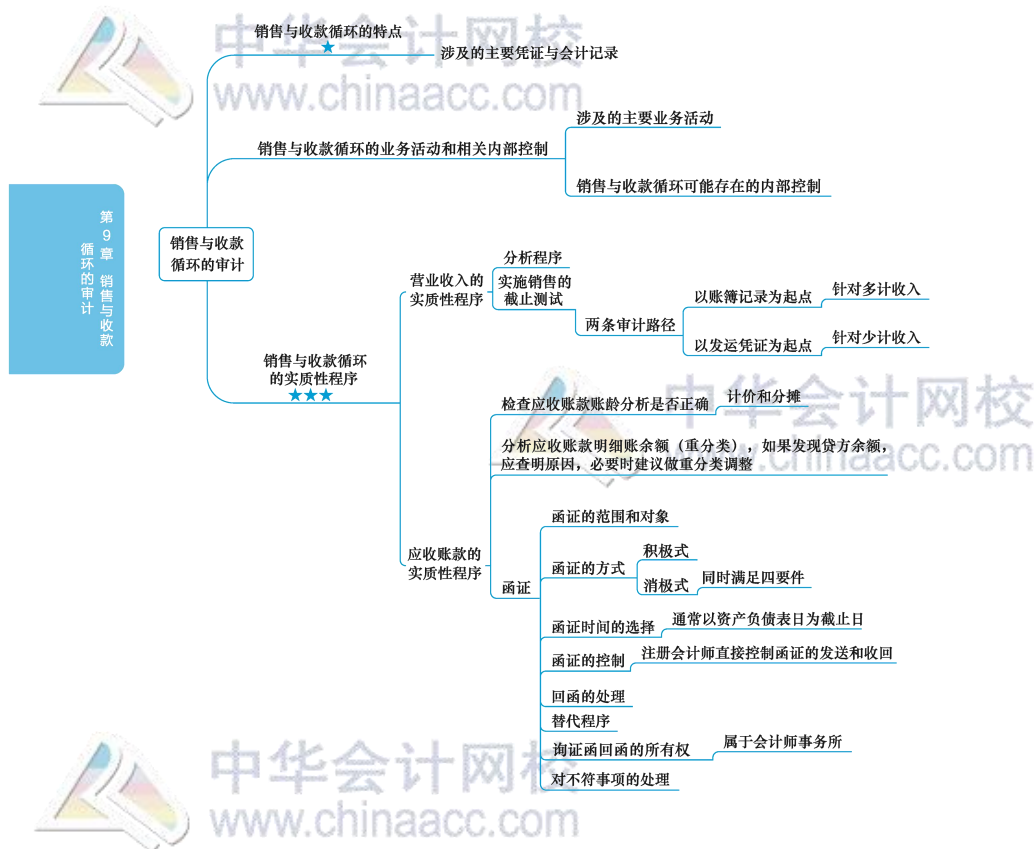 中华会计网校
www.chinaacc.com
销售与收款循环的特点
★
涉及的主要凭证与会计记录
涉及的主要业务活动
销售与收款循环的业务活动和相关内部控制
销售与收款循环可能存在的内部控制
第9章 销售与收款
循环的审计
销售与收款
循环的审计
营业收入的
实质性程序
分析程序
实施销售的
截止测试
两条审计路径
以账簿记录为起点
针对多计收入
以发运凭证为起点
针对少计收入
销售与收款循环
的实质性程序
★★★
中华会计网校
www.chinaacc.com
检查应收账款账龄分析是否正确
计价和分摊
分析应收账款明细账余额（重分类），如果发现贷方余额，
应查明原因，必要时建议做重分类调整
应收账款的
实质性程序
函证
函证的范围和对象
函证的方式
积极式
消极式
同时满足四要件
函证时间的选择
通常以资产负债表日为截止日
函证的控制
注册会计师直接控制函证的发送和收回
回函的处理
替代程序
询证函回函的所有权
属于会计师事务所
对不符事项的处理
中华会计网校
www.chinaacc.com